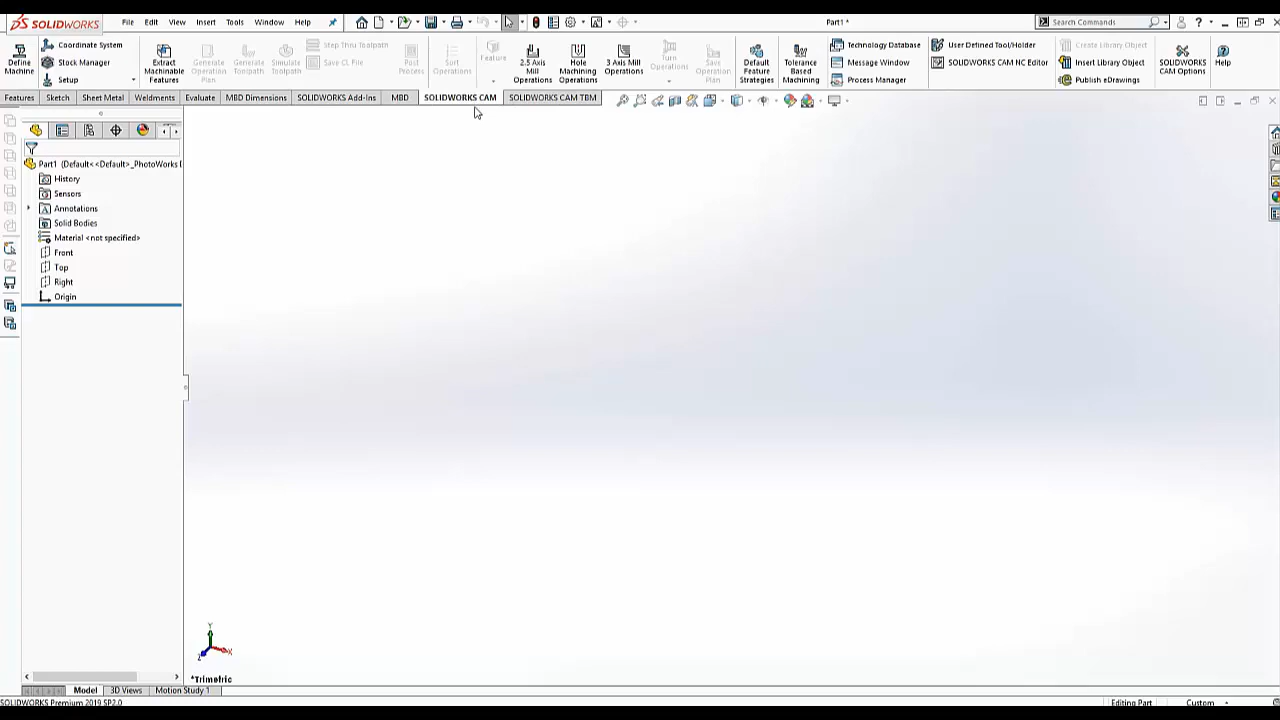 SOLIDWORKS File Edit View Insert Tools Window Help Part1 * Search Commands
Define Machine
Coordinate System
Stock Manager
Setup
Extract Machinable Features
Generate Operation Plan
Generate Toolpath
Simulate Toolpath
Step Thru Toolpath
Save CL File
Post Process
Sort Operations
Feature
2.5 Axis Mill Operations
Hole Machining Operations
3 Axis Mill Operations
Turn Operations
Save Operation Plan
Default Feature Strategies
Tolerance Based Machining
Technology Database
Message Window
Process Manager
User Defined Tool/Holder
SOLIDWORKS CAM NC Editor
Create Library Object
Insert Library Object
Publish eDrawings
SOLIDWORKS CAM Options
Help
Features Sketch Sheet Metal Weldments Evaluate MBD Dimensions SOLIDWORKS Add-Ins MBD SOLIDWORKS CAM SOLIDWORKS CAM TBM
Part1 (Default<<Default>_PhotoWorks
History
Sensors
Annotations
Solid Bodies
Material <not specified>
Front
Top
Right
Origin
Y
X
Z
*Trimetric
Model 3D Views Motion Study 1
SOLIDWORKS Premium 2019 SP2.0 Editing Part Custom